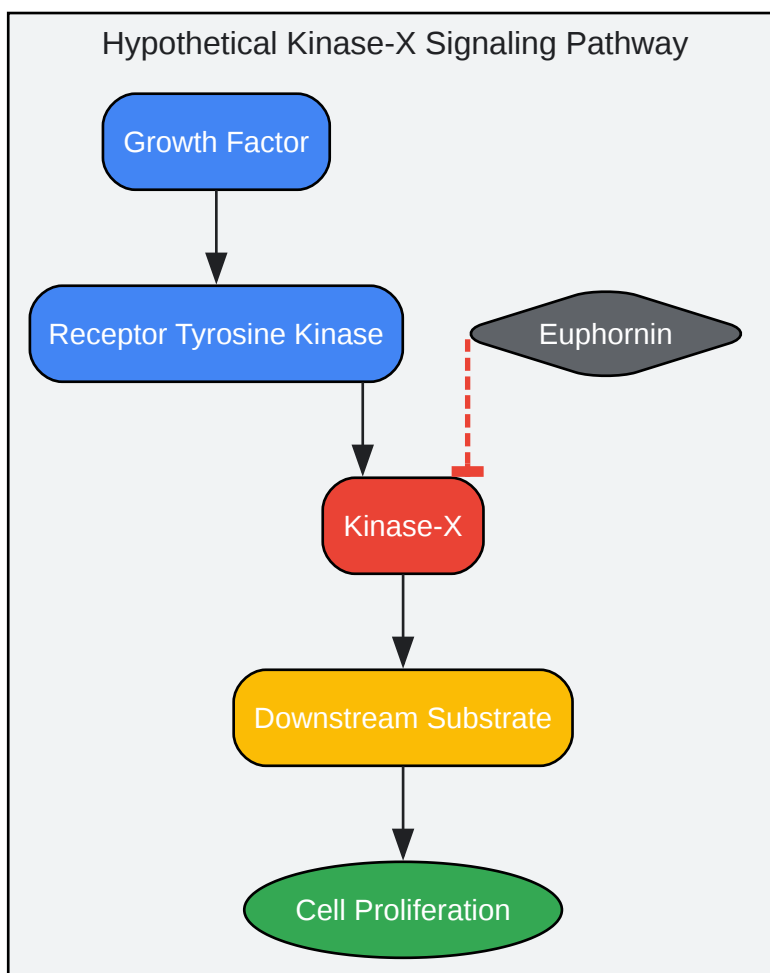 Hypothetical Kinase-X Signaling Pathway
Growth Factor
Receptor Tyrosine Kinase
Euphornin
Kinase-X
Downstream Substrate
Cell Proliferation